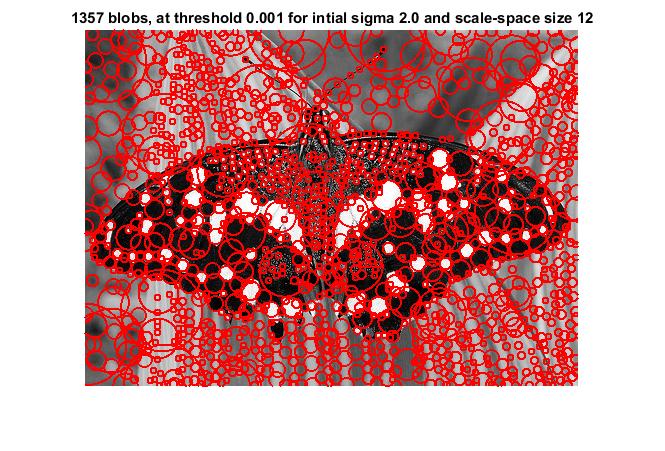 1357 blobs, at threshold 0.001 for intial sigma 2.0 and scale-space size 12